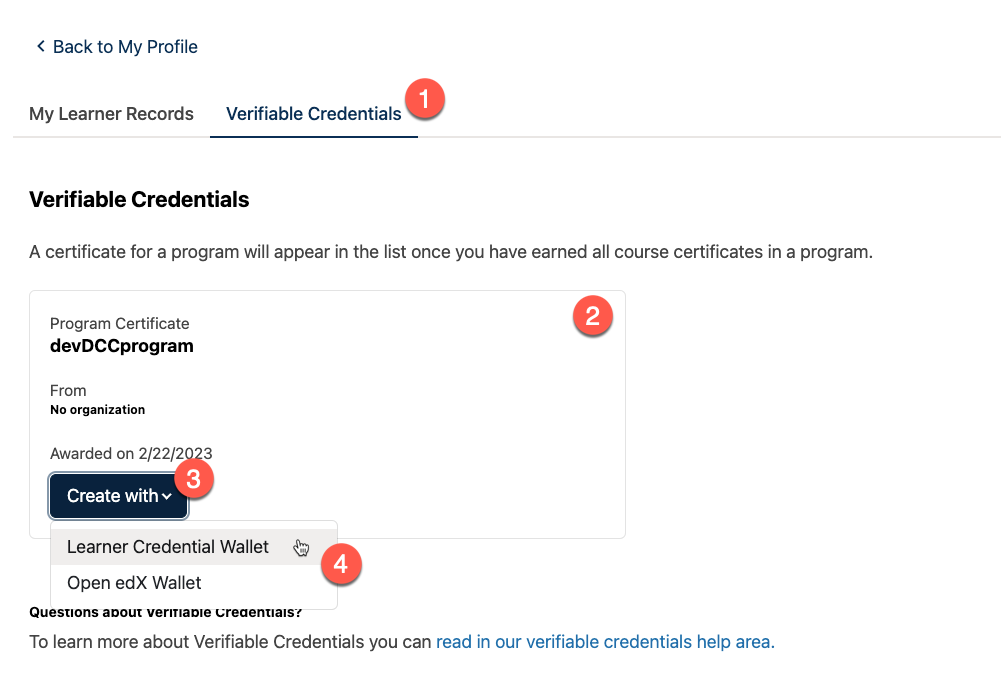 Back to My Profile
My Learner Records
Verifiable Credentials
1
Verifiable Credentials
A certificate for a program will appear in the list once you have earned all course certificates in a program.
2
Program Certificate
devDCCprogram
From
No organization
Awarded on 2/22/2023
3
Create with
Learner Credential Wallet
4
Open edX Wallet
Questions about Verifiable Credentials?
To learn more about Verifiable Credentials you can read in our verifiable credentials help area.